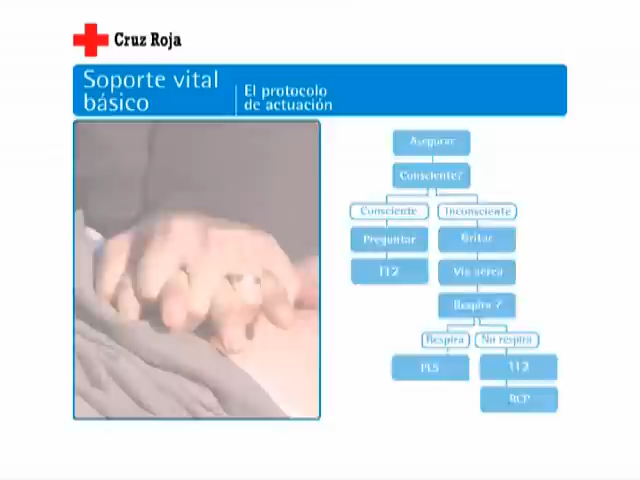 Cruz Roja
Soporte vital
básico
El protocolo
de actuación
Asegurar
Consciente?
Consciente
Inconsciente
Preguntar
Gritar
112
Vía aérea
Respira ?
Respira
No respira
PLS
112
RCP